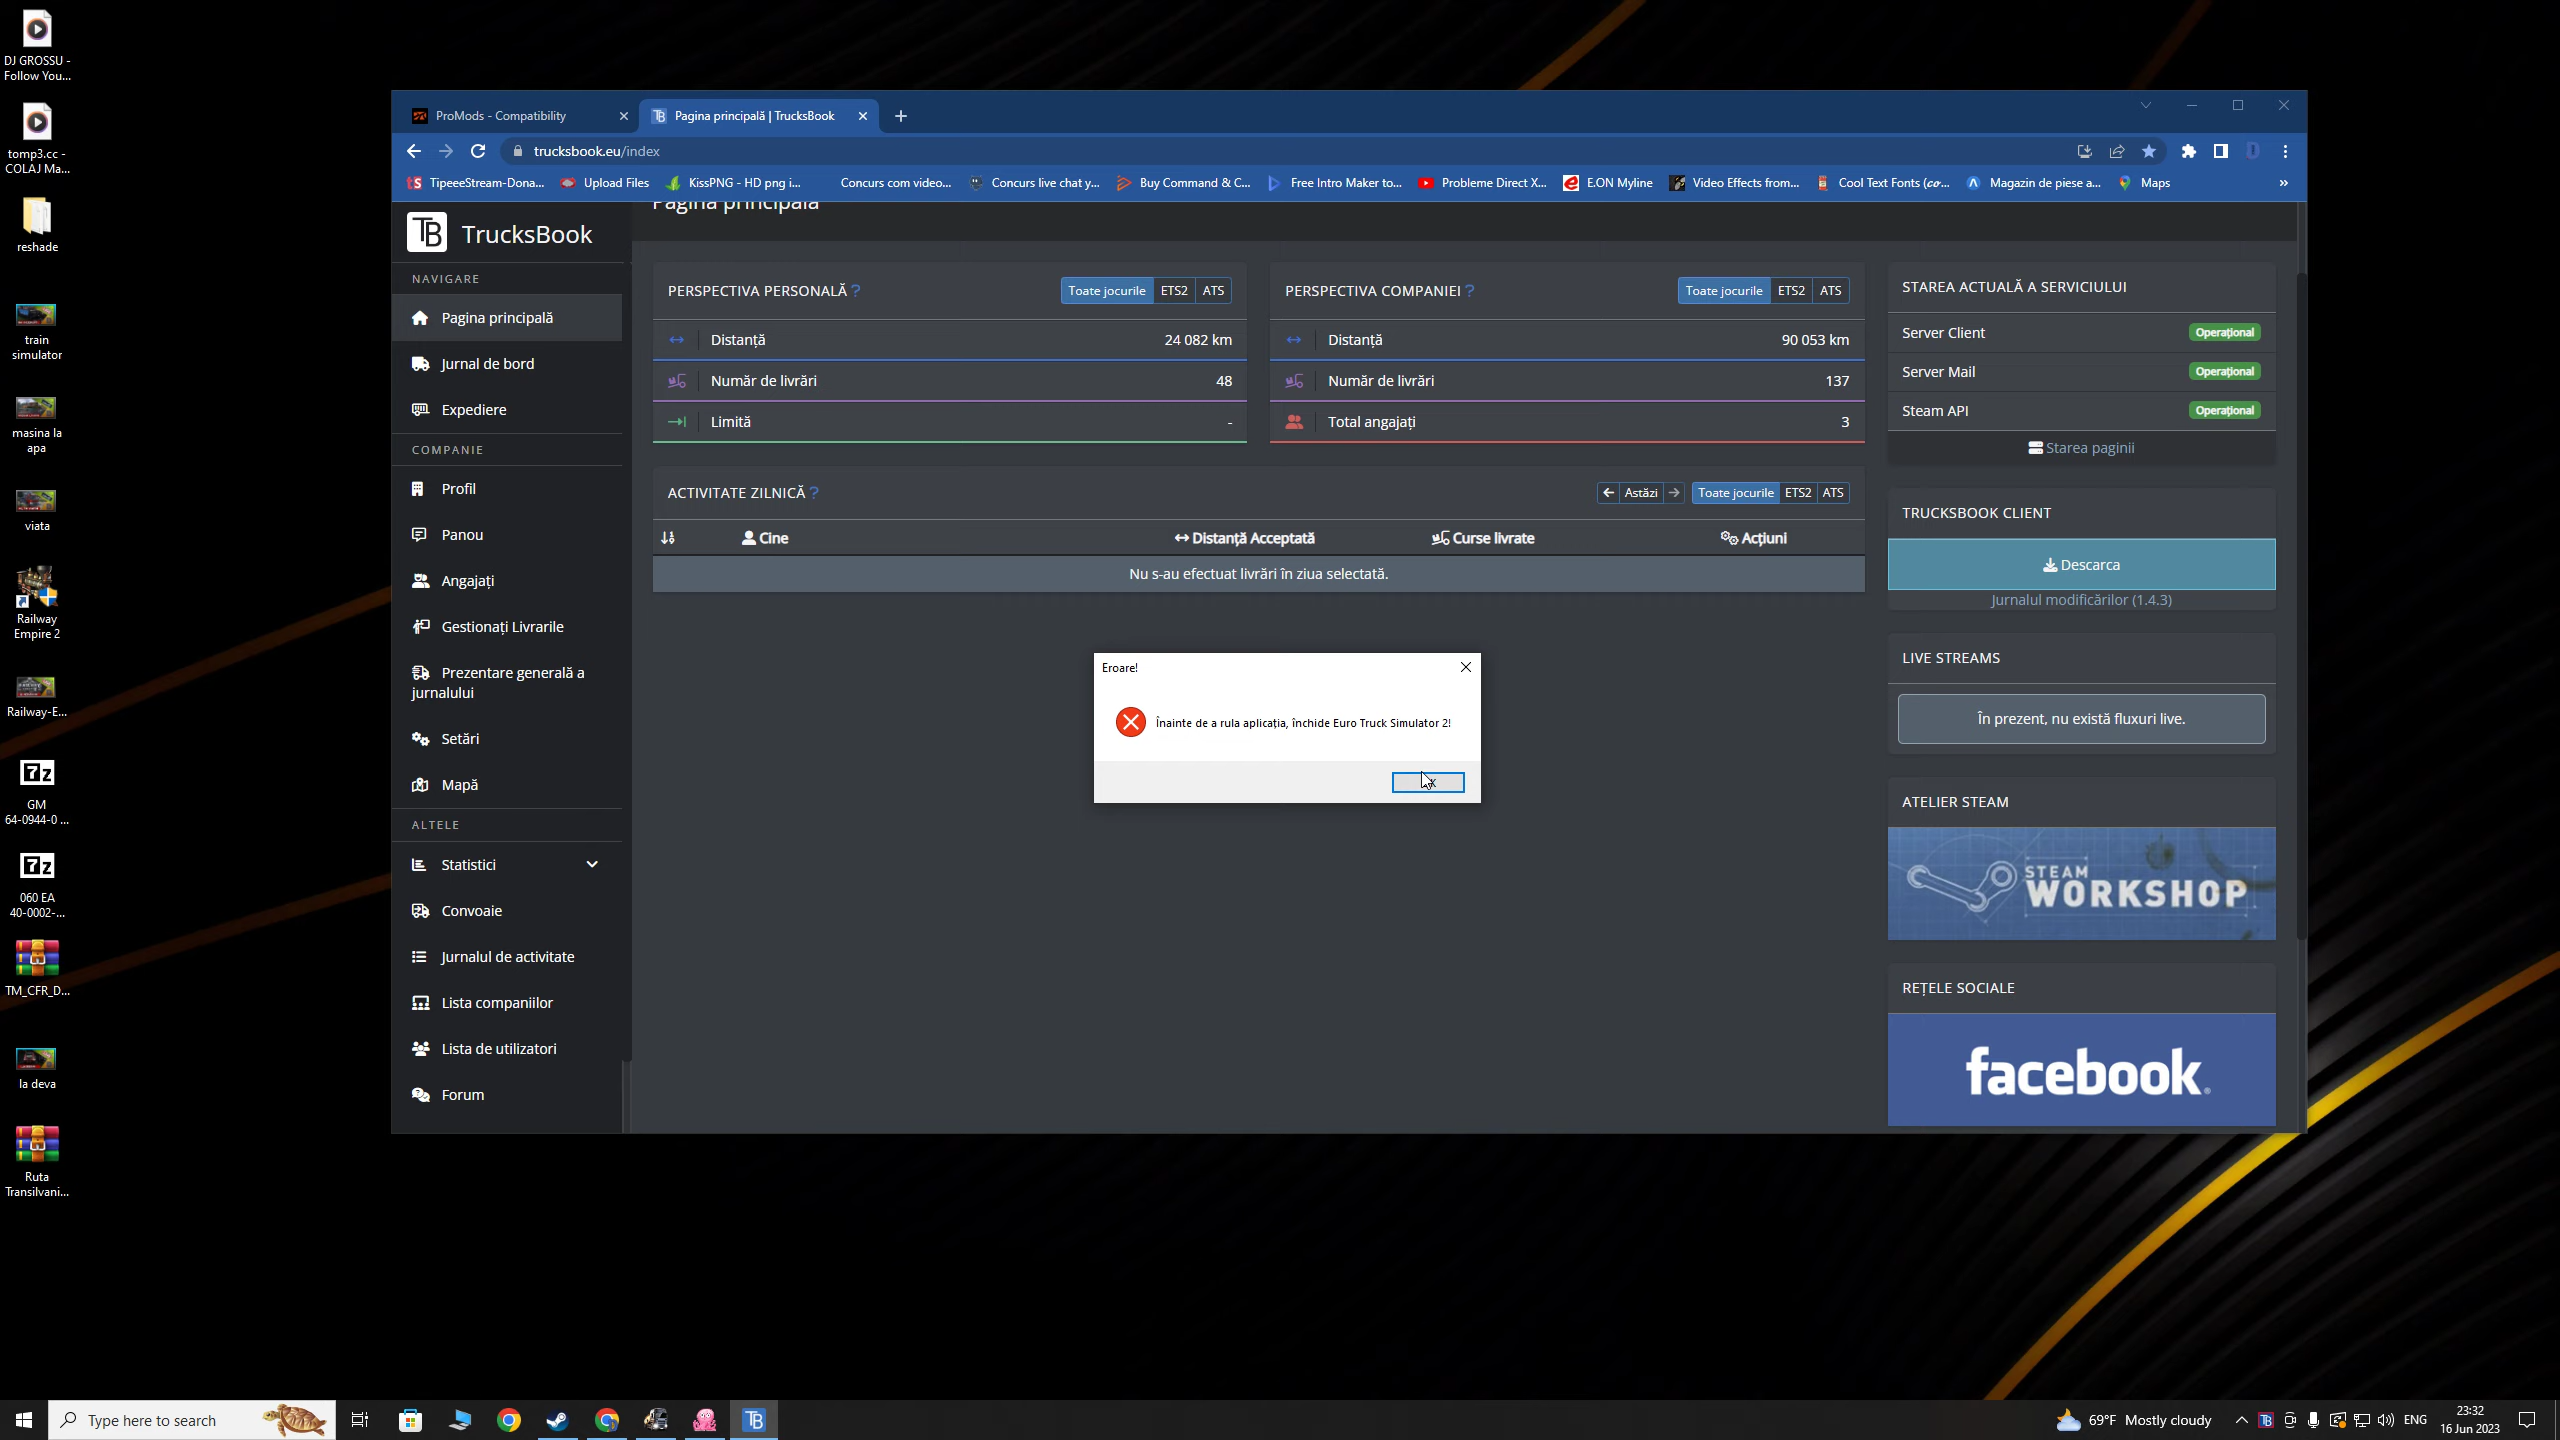 DJ GROSSU -
Follow You...
tomp3.cc -
COLAJ Ma...
reshade
train
simulator
masina la
apa
viata
Railway
Empire 2
Railway-E...
7z
GM
64-0944-0 ...
7z
060 EA
40-0002-...
TM_CFR_D...
la deva
Ruta
Transilvani...
ProMods - Compatibility
TB Pagina principală | TrucksBook
trucksbook.eu/index
TipeeeStream-Dona...
Upload Files
KissPNG - HD png i...
Concurs com video...
Concurs live chat y...
Buy Command & C...
Free Intro Maker to...
Probleme Direct X...
E.ON Myline
Video Effects from...
Cool Text Fonts (𝓬𝓸...
Magazin de piese a...
Maps
»
TB TrucksBook
NAVIGARE
Pagina principală
Jurnal de bord
Expediere
COMPANIE
Profil
Panou
Angajați
Gestionați Livrarile
Prezentare generală a
jurnalului
Setări
Mapă
ALTELE
Statistici
Convoaie
Jurnalul de activitate
Lista companiilor
Lista de utilizatori
Forum
Pagina principală
PERSPECTIVA PERSONALĂ ?
Toate jocurile ETS2 ATS
Distanță 24 082 km
Număr de livrări 48
Limită -
PERSPECTIVA COMPANIEI ?
Toate jocurile ETS2 ATS
Distanță 90 053 km
Număr de livrări 137
Total angajați 3
ACTIVITATE ZILNICĂ ?
Astăzi
Toate jocurile ETS2 ATS
Cine Distanță Acceptată Curse livrate Acțiuni
Nu s-au efectuat livrări în ziua selectată.
Eroare!
Înainte de a rula aplicația, închide Euro Truck Simulator 2!
STAREA ACTUALĂ A SERVICIULUI
Server Client Operațional
Server Mail Operațional
Steam API Operațional
Starea paginii
TRUCKSBOOK CLIENT
Descarca
Jurnalul modificărilor (1.4.3)
LIVE STREAMS
În prezent, nu există fluxuri live.
ATELIER STEAM
STEAM
WORKSHOP
REȚELE SOCIALE
facebook
Type here to search
TB
69°F Mostly cloudy
TB
ENG
23:32
16 Jun 2023